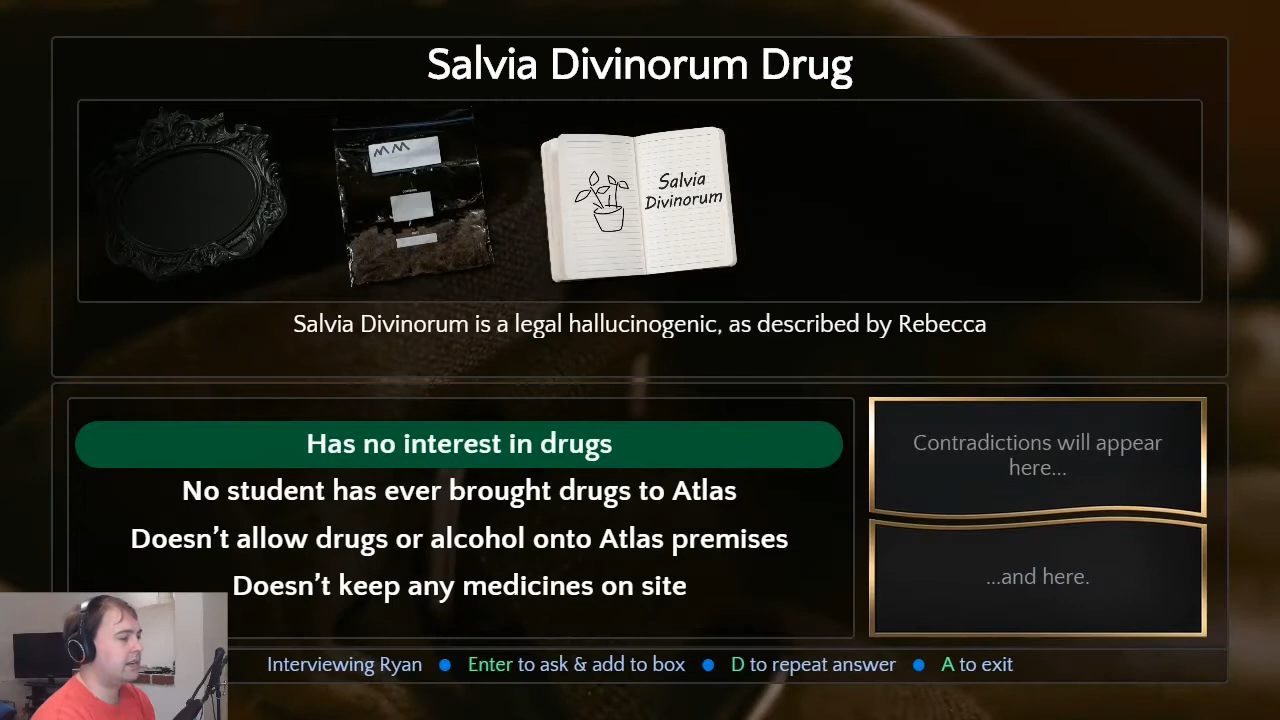 Salvia Divinorum Drug
MM
Salvia
Divinorum
Salvia Divinorum is a legal hallucinogenic, as described by Rebecca
Has no interest in drugs
No student has ever brought drugs to Atlas
Doesn't allow drugs or alcohol onto Atlas premises
Doesn't keep any medicines on site
Contradictions will appear
here...
...and here.
Interviewing Ryan ● Enter to ask & add to box ● D to repeat answer ● A to exit